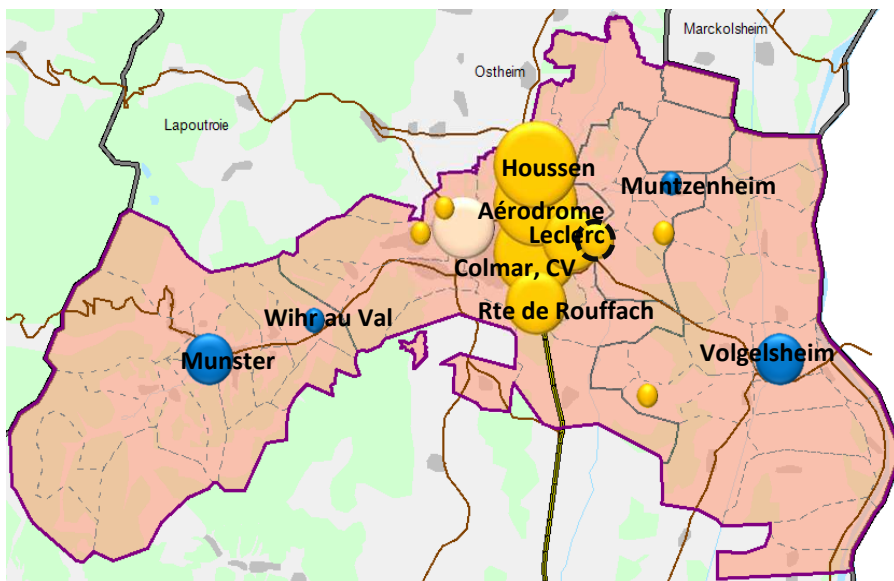 Marckolsheim
Ostheim
Lapoutroie
Houssen
Muntzenheim
Aérodrome
Leclerc
Colmar, CV
Rte de Rouffach
Wihr au Val
Munster
Volgelsheim